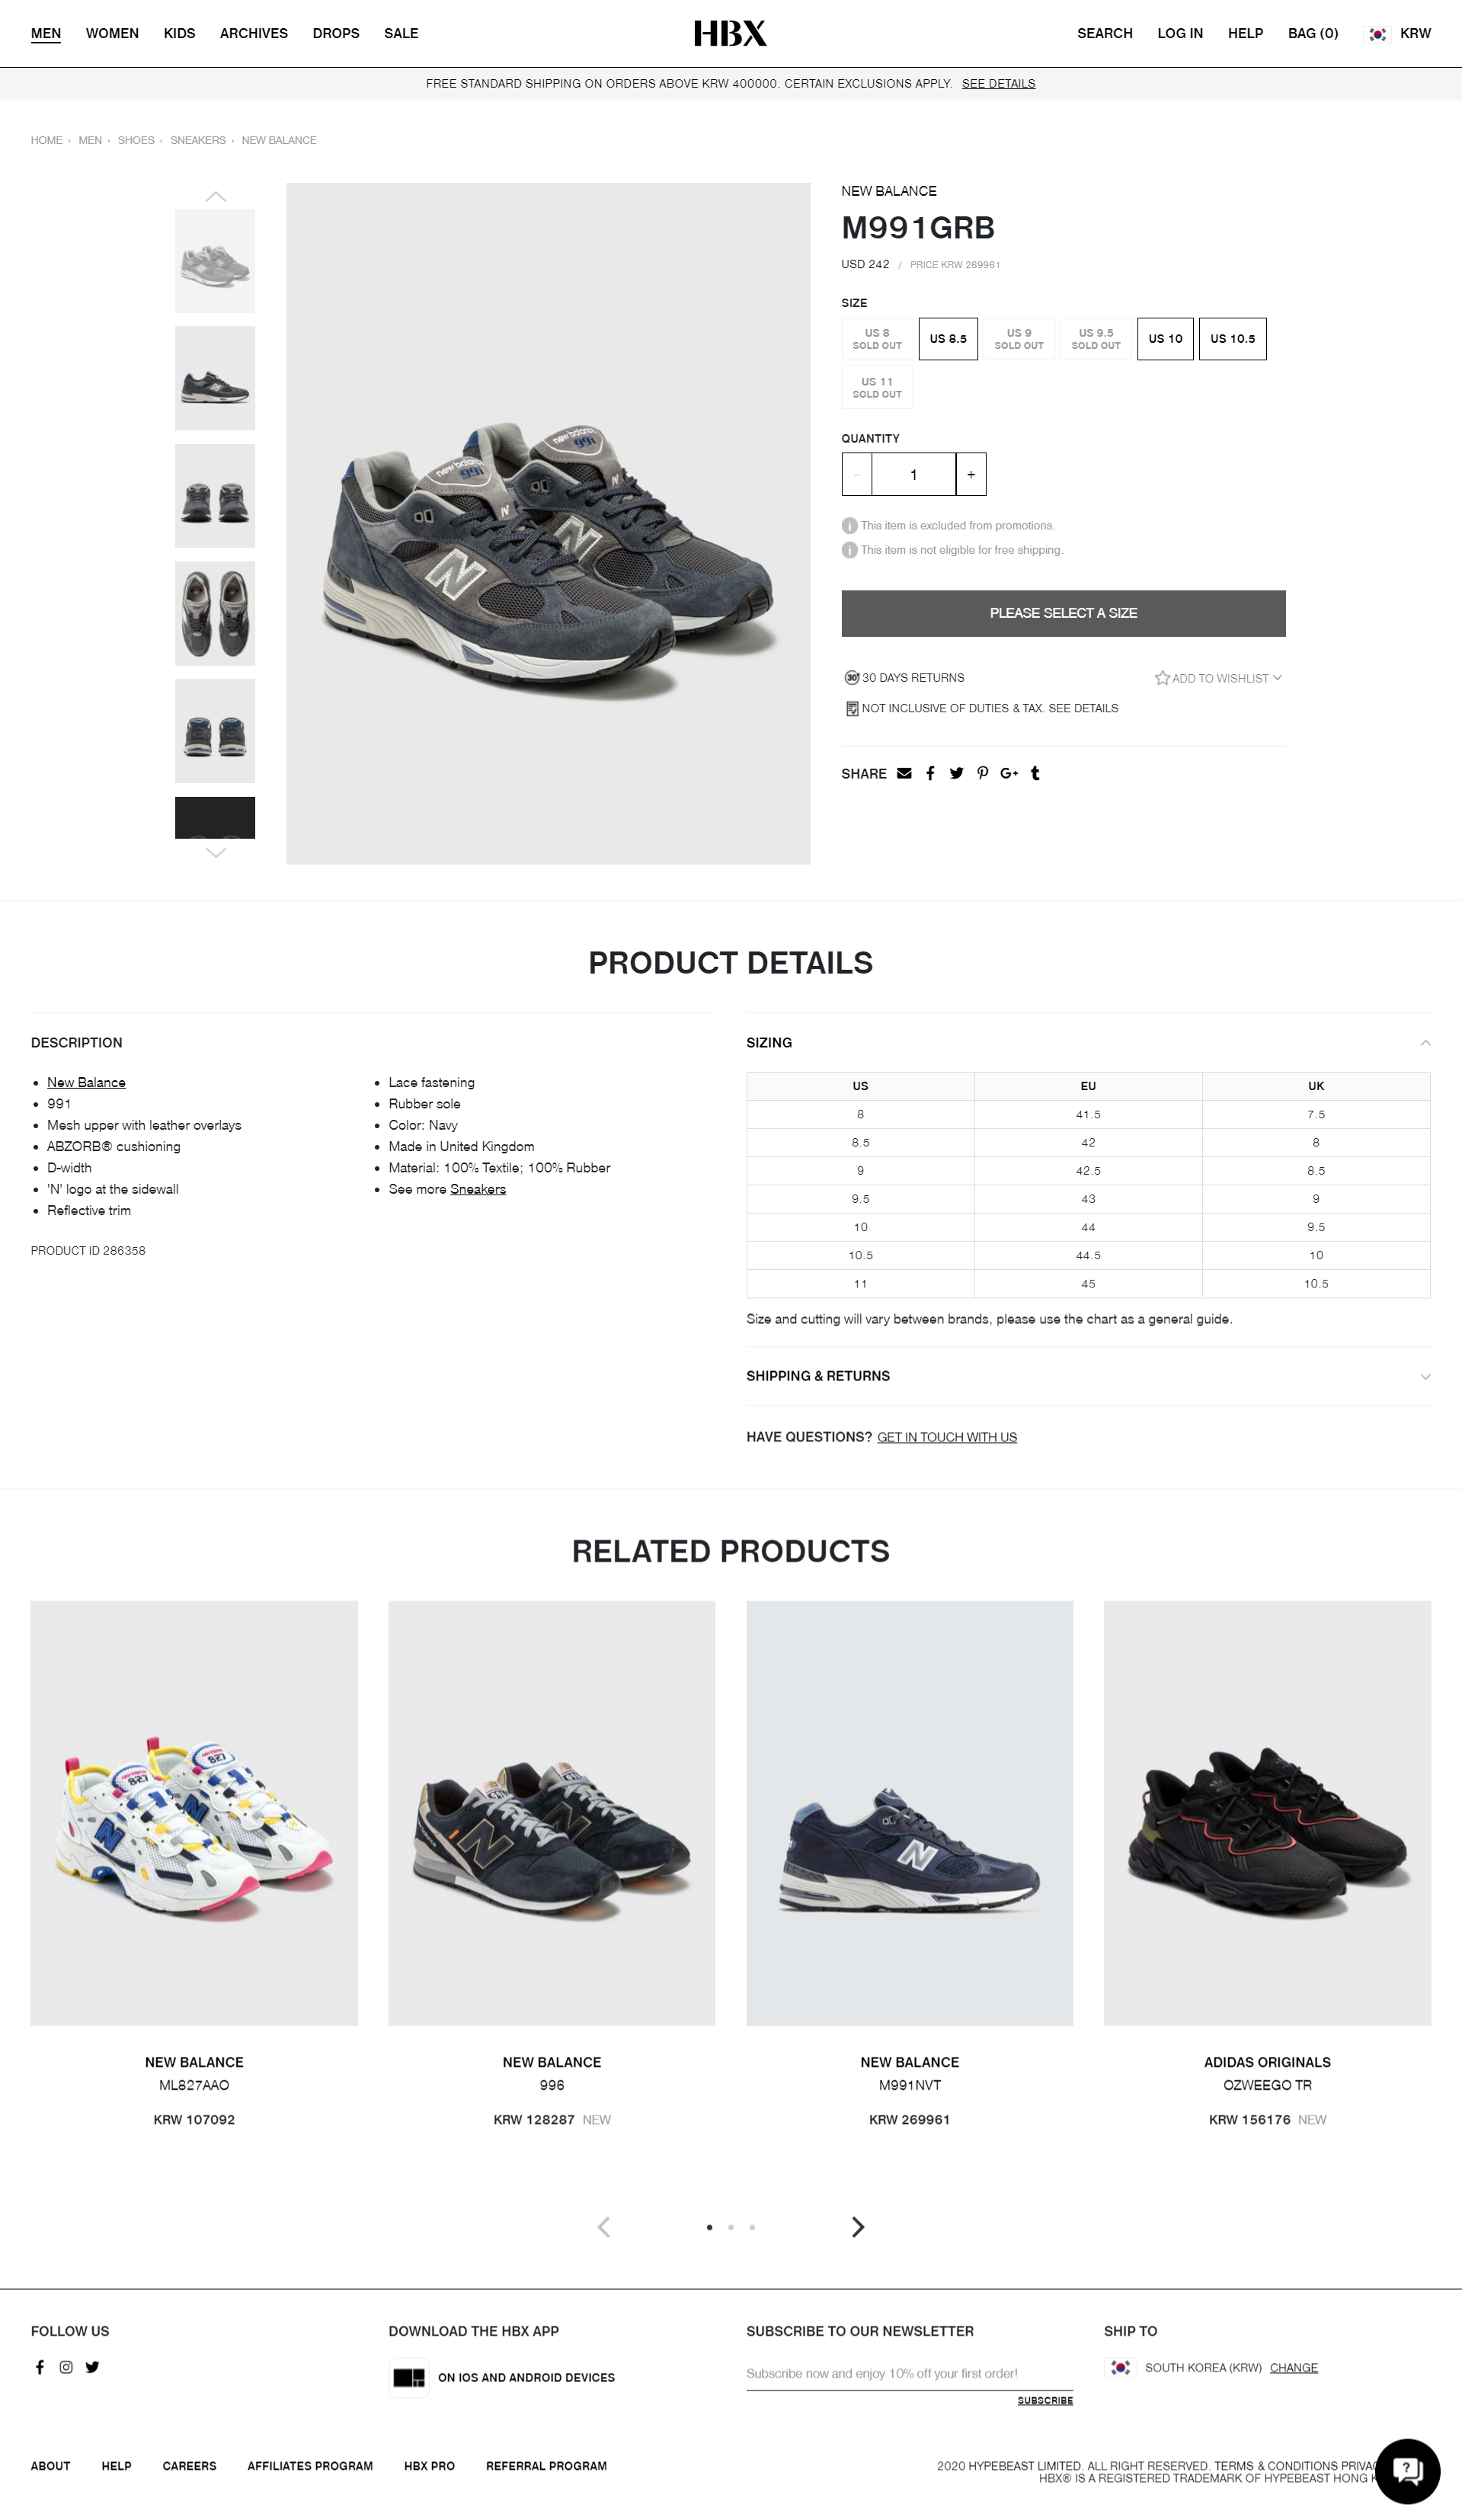 MEN WOMEN KIDS ARCHIVES DROPS SALE HBX SEARCH LOG IN HELP BAG (0) KRW
FREE STANDARD SHIPPING ON ORDERS ABOVE KRW 400000. CERTAIN EXCLUSIONS APPLY. SEE DETAILS
HOME › MEN › SHOES › SNEAKERS › NEW BALANCE
NEW BALANCE
M991GRB
USD 242 / PRICE KRW 269961
SIZE
US 8 SOLD OUT
US 8.5
US 9 SOLD OUT
US 9.5 SOLD OUT
US 10
US 10.5
US 11 SOLD OUT
QUANTITY
- 1 +
This item is excluded from promotions.
This item is not eligible for free shipping.
PLEASE SELECT A SIZE
30 DAYS RETURNS
ADD TO WISHLIST
NOT INCLUSIVE OF DUTIES & TAX. SEE DETAILS
SHARE
new balance 991
new balance 991
N N
PRODUCT DETAILS
DESCRIPTION
• New Balance
• 991
• Mesh upper with leather overlays
• ABZORB® cushioning
• D-width
• 'N' logo at the sidewall
• Reflective trim
• Lace fastening
• Rubber sole
• Color: Navy
• Made in United Kingdom
• Material: 100% Textile; 100% Rubber
• See more Sneakers
PRODUCT ID 286358
SIZING
US EU UK
8 41.5 7.5
8.5 42 8
9 42.5 8.5
9.5 43 9
10 44 9.5
10.5 44.5 10
11 45 10.5
Size and cutting will vary between brands, please use the chart as a general guide.
SHIPPING & RETURNS
HAVE QUESTIONS? GET IN TOUCH WITH US
RELATED PRODUCTS
827 827
NEW BALANCE
ML827AAO
KRW 107092
NEW BALANCE
996
KRW 128287 NEW
NEW BALANCE
M991NVT
KRW 269961
ADIDAS ORIGINALS
OZWEEGO TR
KRW 156176 NEW
FOLLOW US
DOWNLOAD THE HBX APP
ON IOS AND ANDROID DEVICES
SUBSCRIBE TO OUR NEWSLETTER
Subscribe now and enjoy 10% off your first order!
SUBSCRIBE
SHIP TO
SOUTH KOREA (KRW) CHANGE
ABOUT HELP CAREERS AFFILIATES PROGRAM HBX PRO REFERRAL PROGRAM
2020 HYPEBEAST LIMITED. ALL RIGHT RESERVED. TERMS & CONDITIONS
HBX® IS A REGISTERED TRADEMARK OF HYPEBEAST HONG